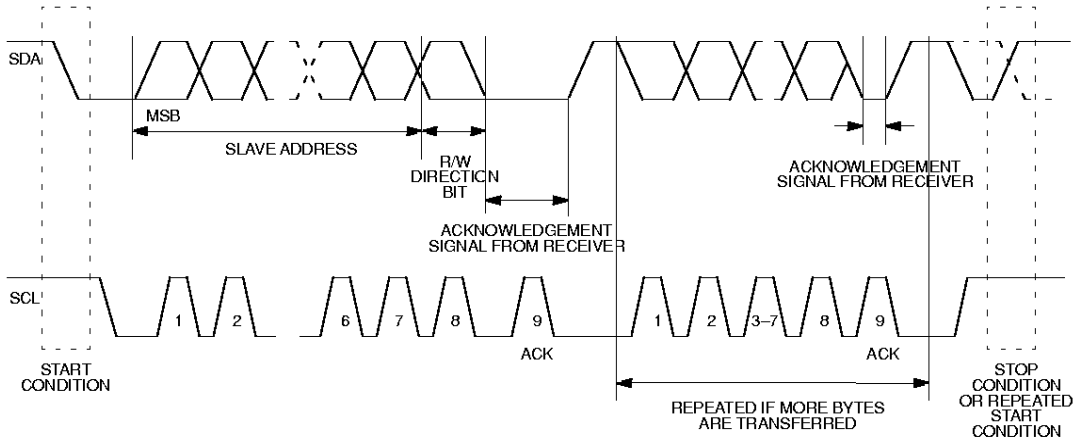 SDA
MSB
SLAVE ADDRESS
R/W
DIRECTION
BIT
ACKNOWLEDGEMENT
SIGNAL FROM RECEIVER
ACKNOWLEDGEMENT
SIGNAL FROM RECEIVER
SCL
1
2
6
7
8
9
1
2
3–7
8
9
ACK
ACK
START
CONDITION
REPEATED IF MORE BYTES
ARE TRANSFERRED
STOP
CONDITION
OR REPEATED
START
CONDITION